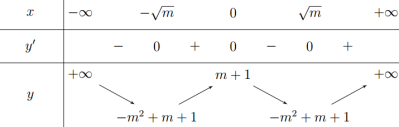 x −∞ −√m 0 √m +∞
y′ − 0 + 0 − 0 +
+∞ m + 1 +∞
y
−m² + m + 1 −m² + m + 1